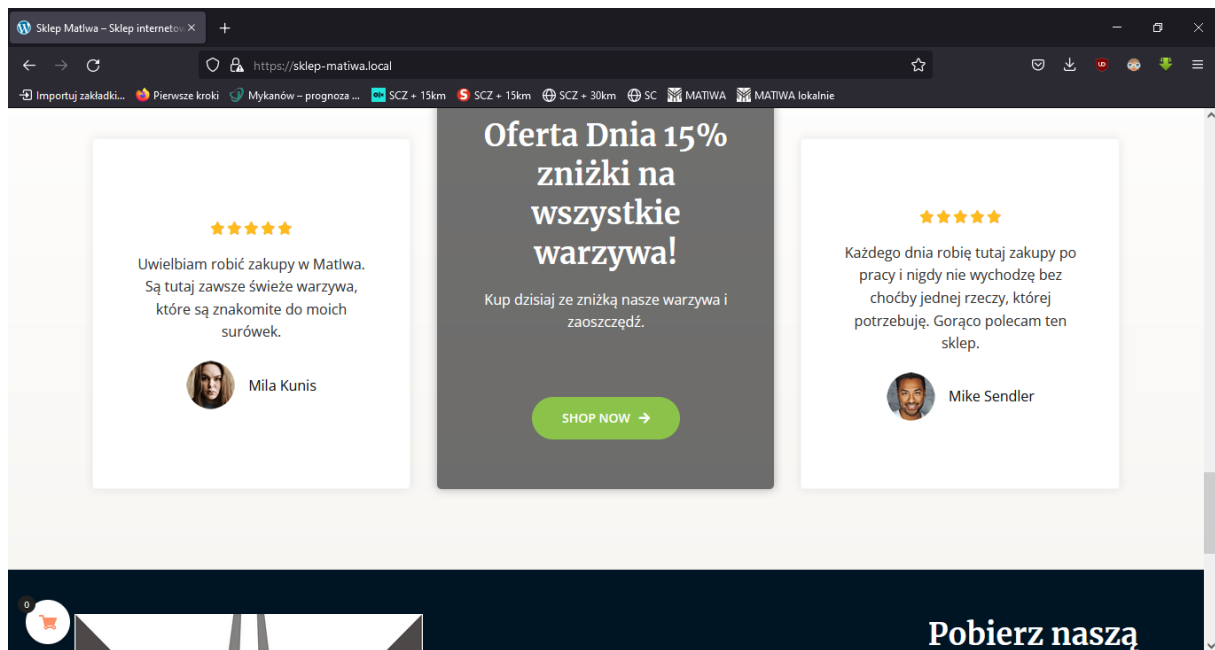 Sklep MatIwa – Sklep internetow
https://sklep-matiwa.local
Importuj zakładki... Pierwsze kroki Mykanów – prognoza ... OLX SCZ + 15km S SCZ + 15km SCZ + 30km SC MATIWA MATIWA lokalnie
Uwielbiam robić zakupy w MatIwa.
Są tutaj zawsze świeże warzywa,
które są znakomite do moich
surówek.
Mila Kunis
Oferta Dnia 15%
zniżki na
wszystkie
warzywa!
Kup dzisiaj ze zniżką nasze warzywa i
zaoszczędź.
SHOP NOW
Każdego dnia robię tutaj zakupy po
pracy i nigdy nie wychodzę bez
choćby jednej rzeczy, której
potrzebuję. Gorąco polecam ten
sklep.
Mike Sendler
0
Pobierz naszą